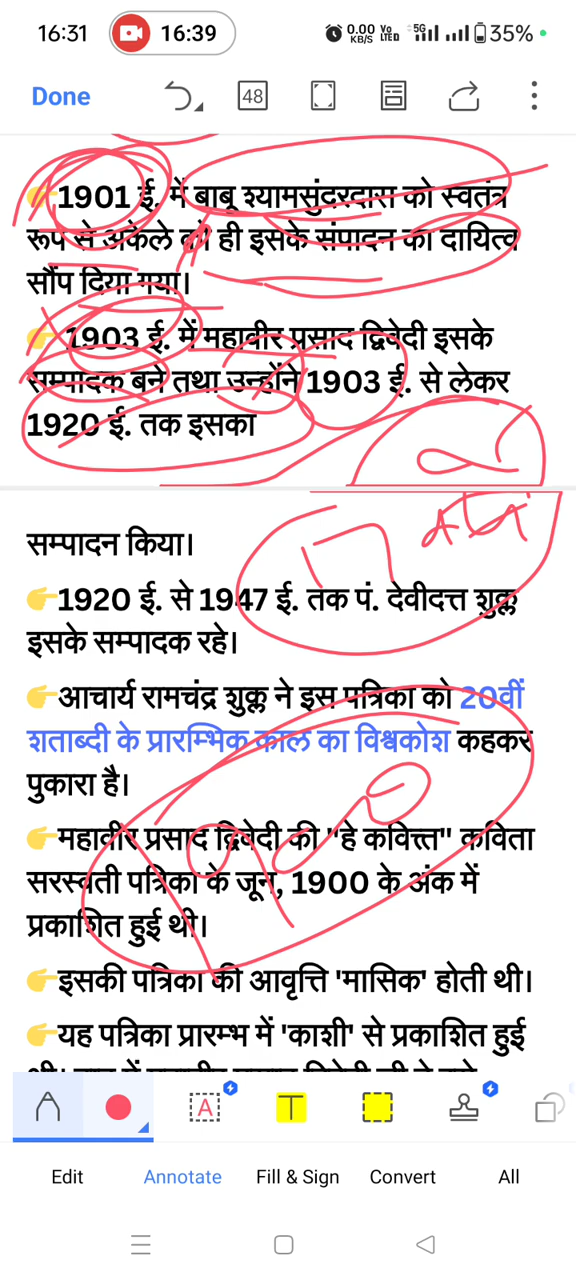 16:31
16:39
0.00 KB/S
Vo LTED
5G
35%
Done
48
👉1901 ई. में बाबू श्यामसुंदरदास को स्वतंत्र
रूप से अकेले को ही इसके संपादन का दायित्व
सौंप दिया गया।
👉 1903 ई. में महावीर प्रसाद द्विवेदी इसके
सम्पादक बने तथा उन्होंने 1903 ई. से लेकर
1920 ई. तक इसका
सम्पादन किया।
👉1920 ई. से 1947 ई. तक पं. देवीदत्त शुक्ल
इसके सम्पादक रहे।
👉आचार्य रामचंद्र शुक्ल ने इस पत्रिका को 20वीं
शताब्दी के प्रारम्भिक काल का विश्वकोश कहकर
पुकारा है।
👉महावीर प्रसाद द्विवेदी की "हे कवित्त" कविता
सरस्वती पत्रिका के जून, 1900 के अंक में
प्रकाशित हुई थी।
👉इसकी पत्रिका की आवृत्ति 'मासिक' होती थी।
👉यह पत्रिका प्रारम्भ में 'काशी' से प्रकाशित हुई
A
T
Edit
Annotate
Fill & Sign
Convert
All